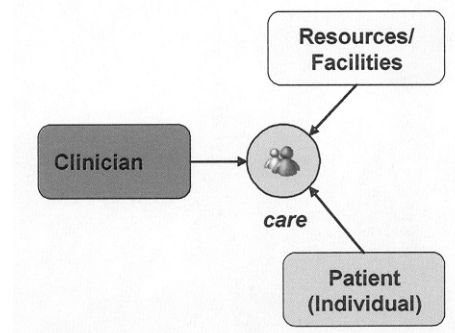 Resources/
Facilities
Clinician
care
Patient
(Individual)